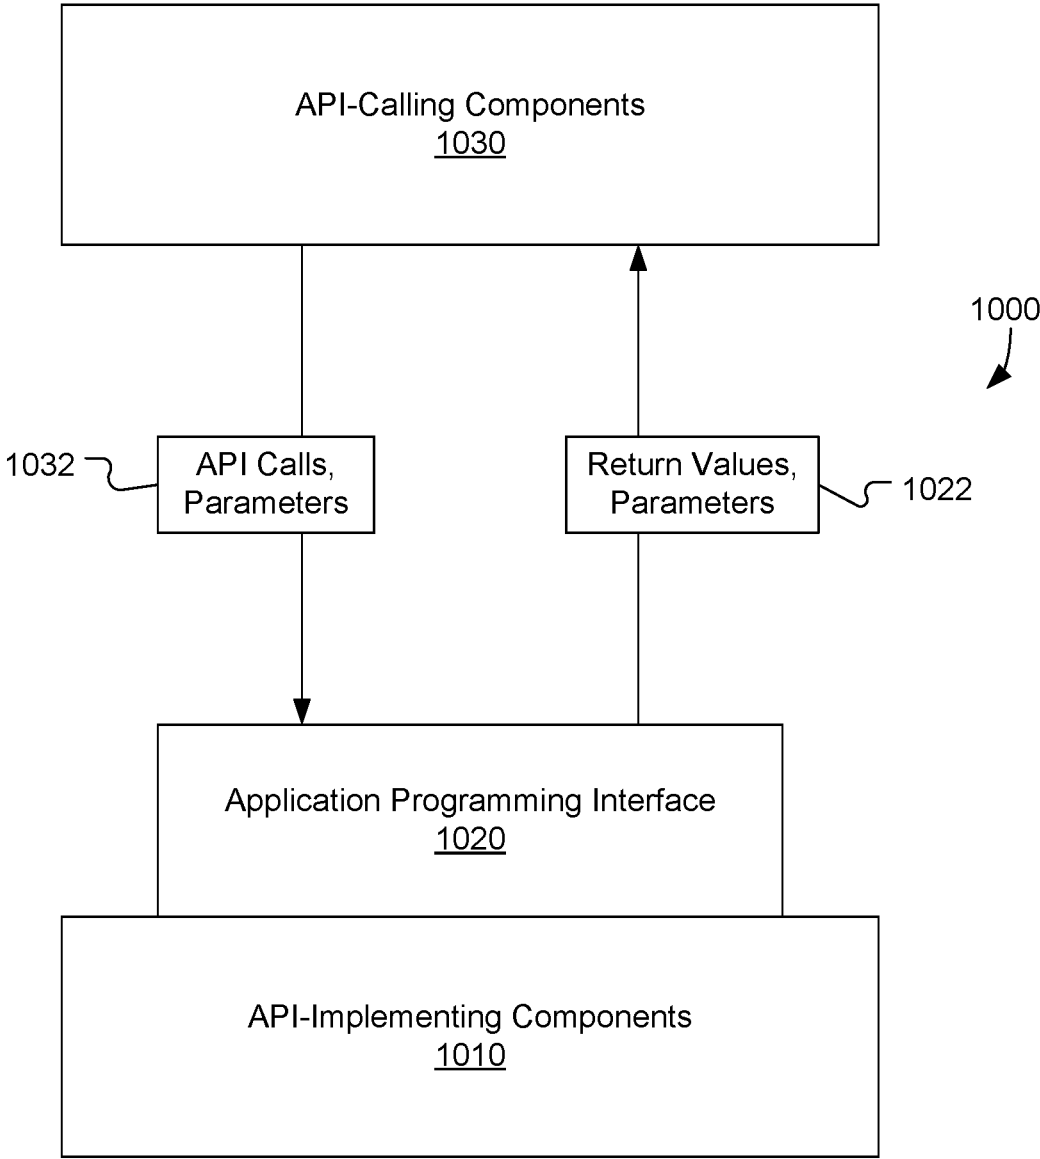 API-Calling Components
1030
1000
1032
API Calls,
Parameters
Return Values,
Parameters
1022
Application Programming Interface
1020
API-Implementing Components
1010